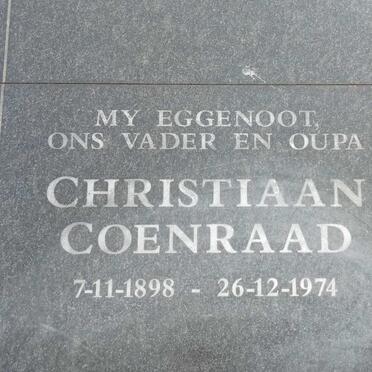 MY EGGENOOT,
ONS VADER EN OUPA
CHRISTIAAN
COENRAAD
7-11-1898 - 26-12-1974